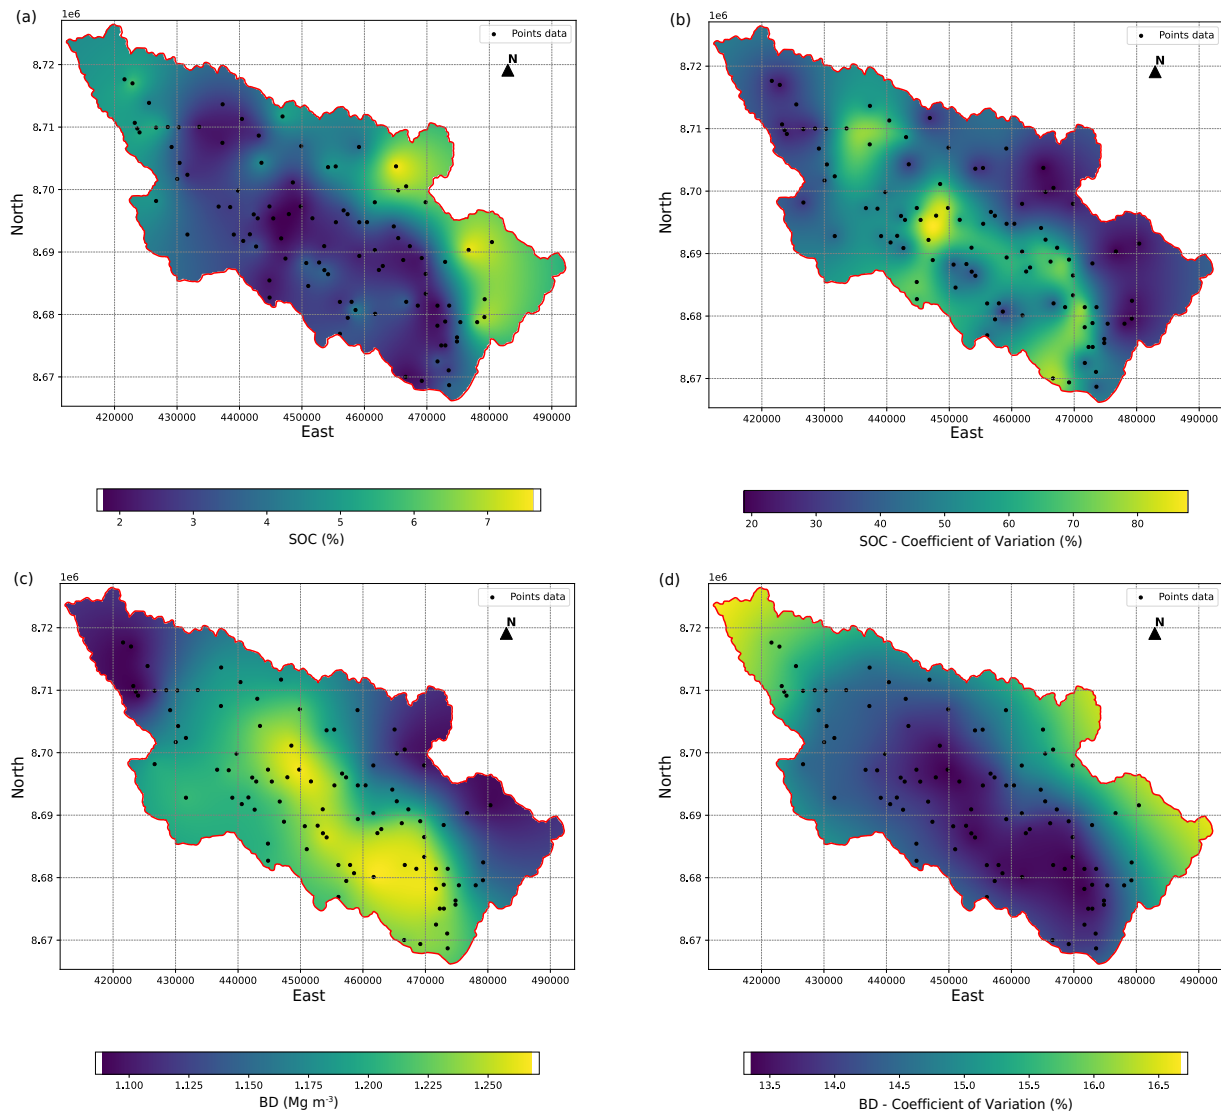 (a)
1e6
Points data
N
8.72
8.71
8.70
8.69
8.68
8.67
North
420000 430000 440000 450000 460000 470000 480000 490000
East
2 3 4 5 6 7
SOC (%)
(b)
1e6
Points data
N
8.72
8.71
8.70
8.69
8.68
8.67
North
420000 430000 440000 450000 460000 470000 480000 490000
East
20 30 40 50 60 70 80
SOC - Coefficient of Variation (%)
(c)
1e6
Points data
N
8.72
8.71
8.70
8.69
8.68
8.67
North
420000 430000 440000 450000 460000 470000 480000 490000
East
1.100 1.125 1.150 1.175 1.200 1.225 1.250
BD (Mg m⁻³)
(d)
1e6
Points data
N
8.72
8.71
8.70
8.69
8.68
8.67
North
420000 430000 440000 450000 460000 470000 480000 490000
East
13.5 14.0 14.5 15.0 15.5 16.0 16.5
BD - Coefficient of Variation (%)